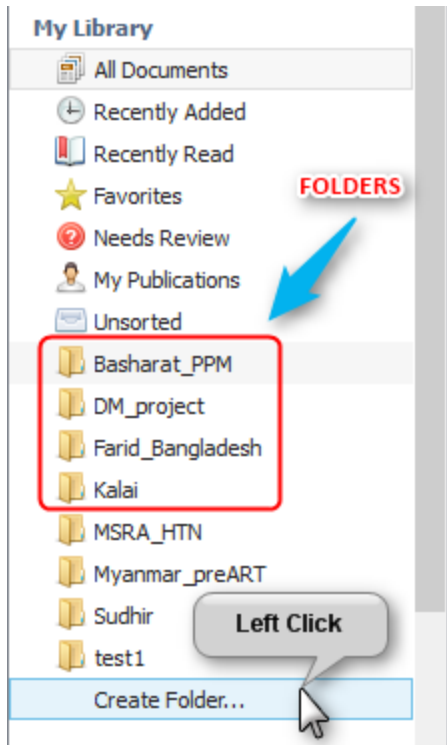 My Library
All Documents
Recently Added
Recently Read
FOLDERS
Favorites
Needs Review
My Publications
Unsorted
Basharat_PPM
DM_project
Farid_Bangladesh
Kalai
MSRA_HTN
Myanmar_preART
Sudhir
Left Click
test1
Create Folder...